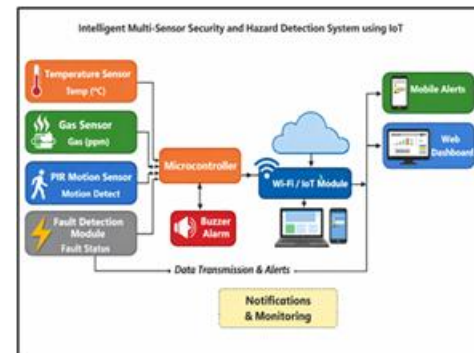 Intelligent Multi-Sensor Security and Hazard Detection System using IoT
Temperature Sensor
Temp (°C)
Gas Sensor
Gas (ppm)
PIR Motion Sensor
Motion Detect
Fault Detection
Module
Fault Status
Microcontroller
Buzzer
Alarm
Wi-Fi / IoT Module
Mobile Alerts
Web
Dashboard
Data Transmission & Alerts
Notifications
& Monitoring